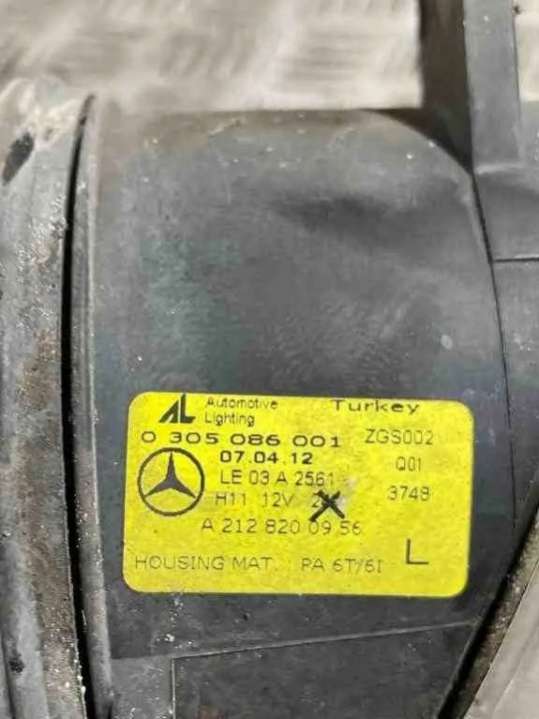 AL Automotive Lighting Turkey
0 305 086 001 ZGS002
07.04.12 Q01
LE 03 A 2561 3748
H11 12V
A 212 820 09 56
L
HOUSING MAT. : PA 6T/6I